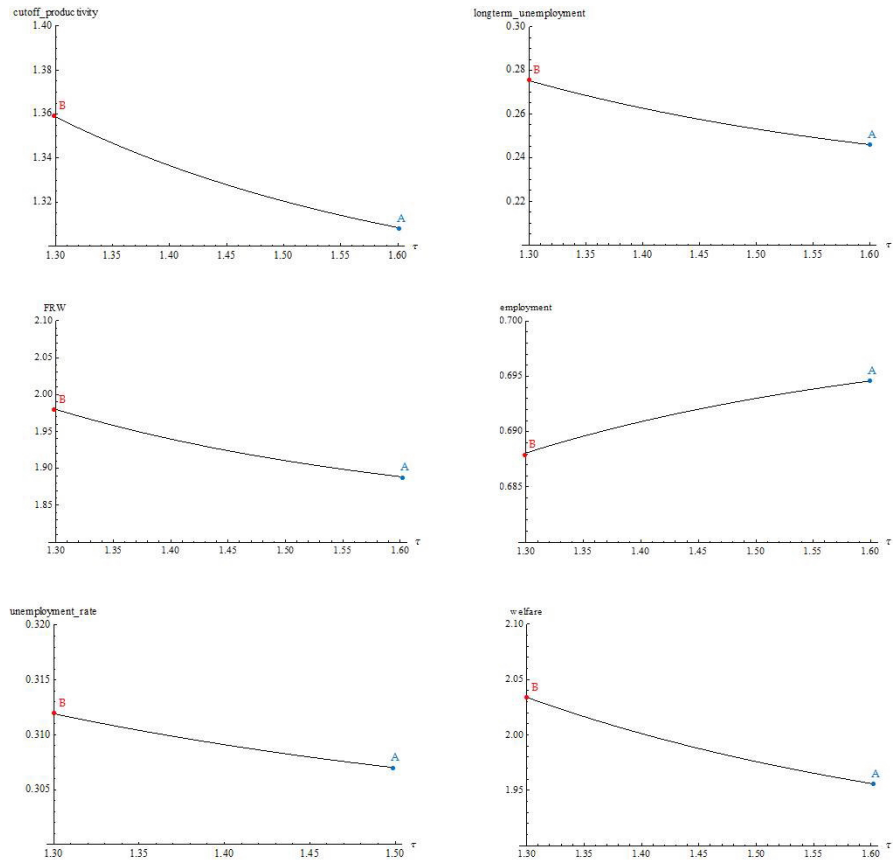 cutoff_productivity
1.40
1.38
1.36
1.34
1.32
B
A
1.30 1.35 1.40 1.45 1.50 1.55 1.60 τ
longterm_unemployment
0.30
0.28
0.26
0.24
0.22
B
A
1.30 1.35 1.40 1.45 1.50 1.55 1.60 τ
FRW
2.10
2.05
2.00
1.95
1.90
1.85
B
A
1.30 1.35 1.40 1.45 1.50 1.55 1.60 τ
employment
0.700
0.695
0.690
0.685
B
A
1.30 1.35 1.40 1.45 1.50 1.55 1.60 τ
unemployment_rate
0.320
0.315
0.310
0.305
B
A
1.30 1.35 1.40 1.45 1.50 τ
welfare
2.10
2.05
2.00
1.95
B
A
1.30 1.35 1.40 1.45 1.50 1.55 1.60 τ